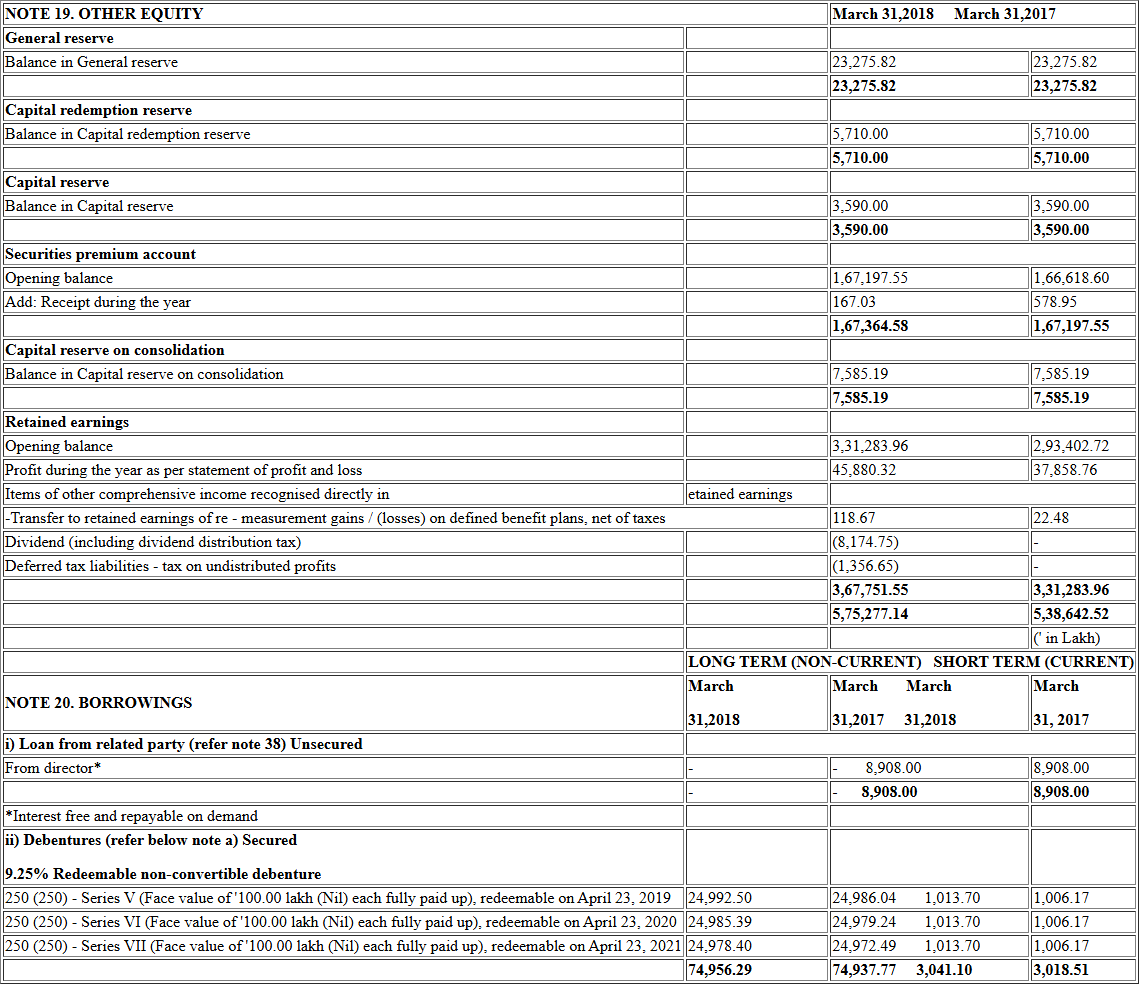 NOTE 19. OTHER EQUITY March 31,2018 March 31,2017
General reserve
Balance in General reserve 23,275.82 23,275.82
23,275.82 23,275.82
Capital redemption reserve
Balance in Capital redemption reserve 5,710.00 5,710.00
5,710.00 5,710.00
Capital reserve
Balance in Capital reserve 3,590.00 3,590.00
3,590.00 3,590.00
Securities premium account
Opening balance 1,67,197.55 1,66,618.60
Add: Receipt during the year 167.03 578.95
1,67,364.58 1,67,197.55
Capital reserve on consolidation
Balance in Capital reserve on consolidation 7,585.19 7,585.19
7,585.19 7,585.19
Retained earnings
Opening balance 3,31,283.96 2,93,402.72
Profit during the year as per statement of profit and loss 45,880.32 37,858.76
Items of other comprehensive income recognised directly in etained earnings
-Transfer to retained earnings of re - measurement gains / (losses) on defined benefit plans, net of taxes 118.67 22.48
Dividend (including dividend distribution tax) (8,174.75) -
Deferred tax liabilities - tax on undistributed profits (1,356.65) -
3,67,751.55 3,31,283.96
5,75,277.14 5,38,642.52
(' in Lakh)
LONG TERM (NON-CURRENT) SHORT TERM (CURRENT)
NOTE 20. BORROWINGS March March March March
31,2018 31,2017 31,2018 31, 2017
i) Loan from related party (refer note 38) Unsecured
From director* - - 8,908.00 8,908.00
- - 8,908.00 8,908.00
*Interest free and repayable on demand
ii) Debentures (refer below note a) Secured
9.25% Redeemable non-convertible debenture
250 (250) - Series V (Face value of '100.00 lakh (Nil) each fully paid up), redeemable on April 23, 2019 24,992.50 24,986.04 1,013.70 1,006.17
250 (250) - Series VI (Face value of '100.00 lakh (Nil) each fully paid up), redeemable on April 23, 2020 24,985.39 24,979.24 1,013.70 1,006.17
250 (250) - Series VII (Face value of '100.00 lakh (Nil) each fully paid up), redeemable on April 23, 2021 24,978.40 24,972.49 1,013.70 1,006.17
74,956.29 74,937.77 3,041.10 3,018.51